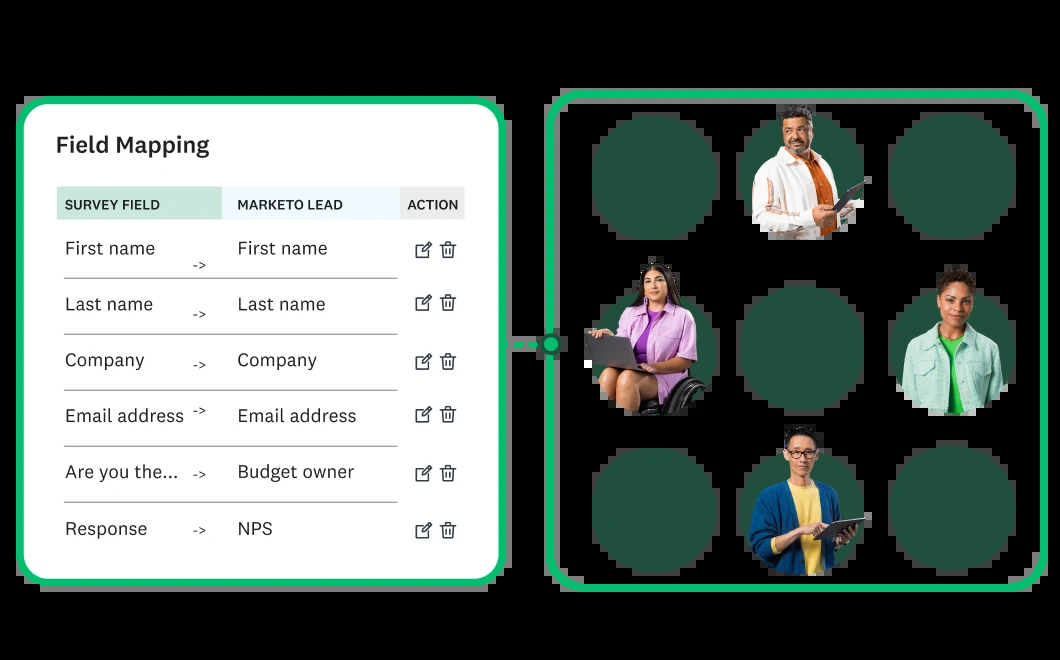 Field Mapping
SURVEY FIELD MARKETO LEAD ACTION
First name -> First name
Last name -> Last name
Company -> Company
Email address -> Email address
Are you the... -> Budget owner
Response -> NPS